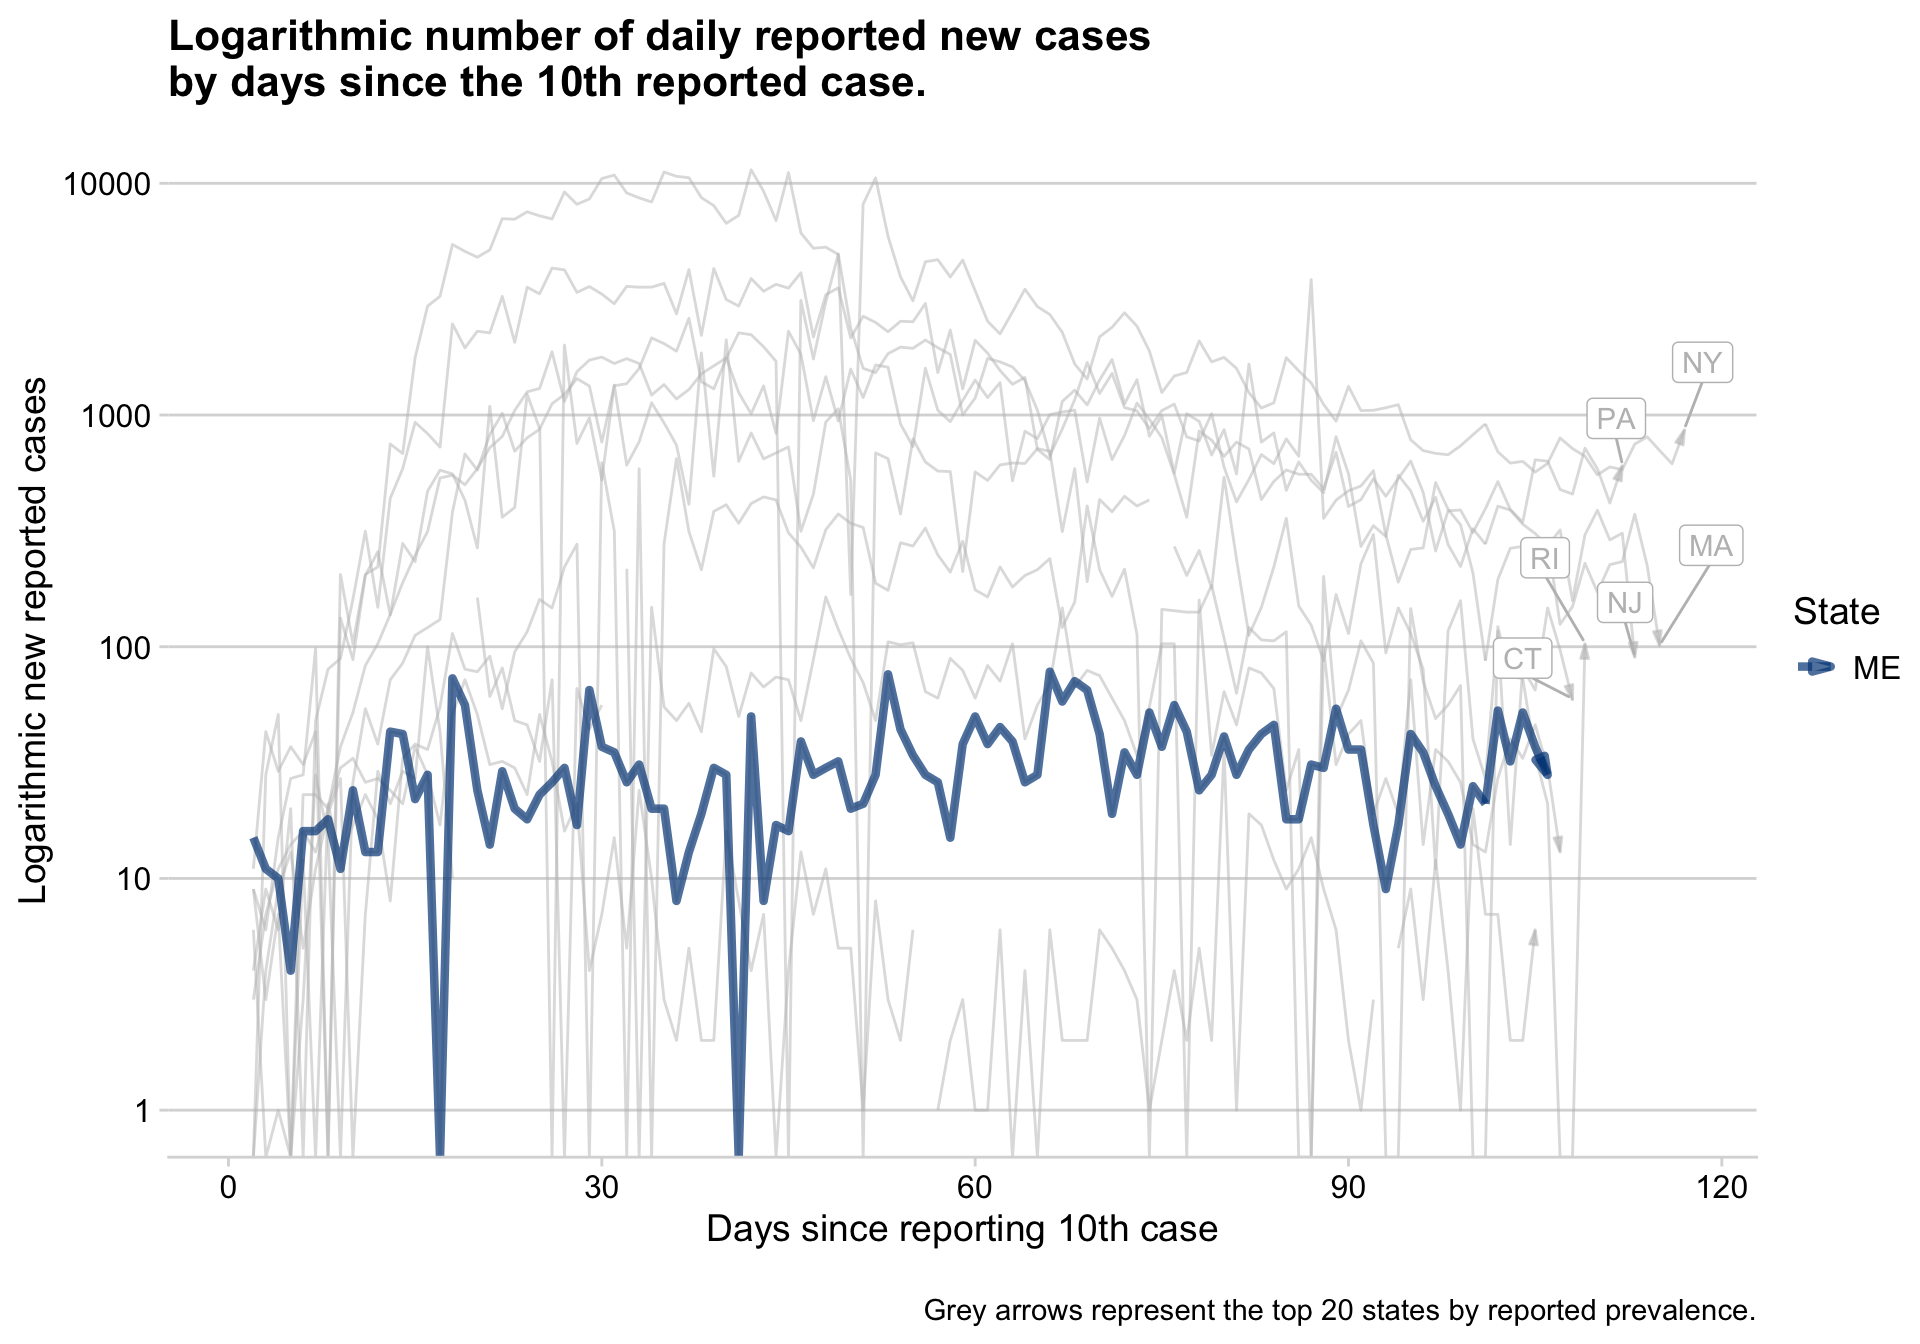 Logarithmic number of daily reported new cases
by days since the 10th reported case.
Logarithmic new reported cases
10000
1000
100
10
1
NY
PA
MA
RI
NJ
CT
State
ME
0
30
60
90
120
Days since reporting 10th case
Grey arrows represent the top 20 states by reported prevalence.